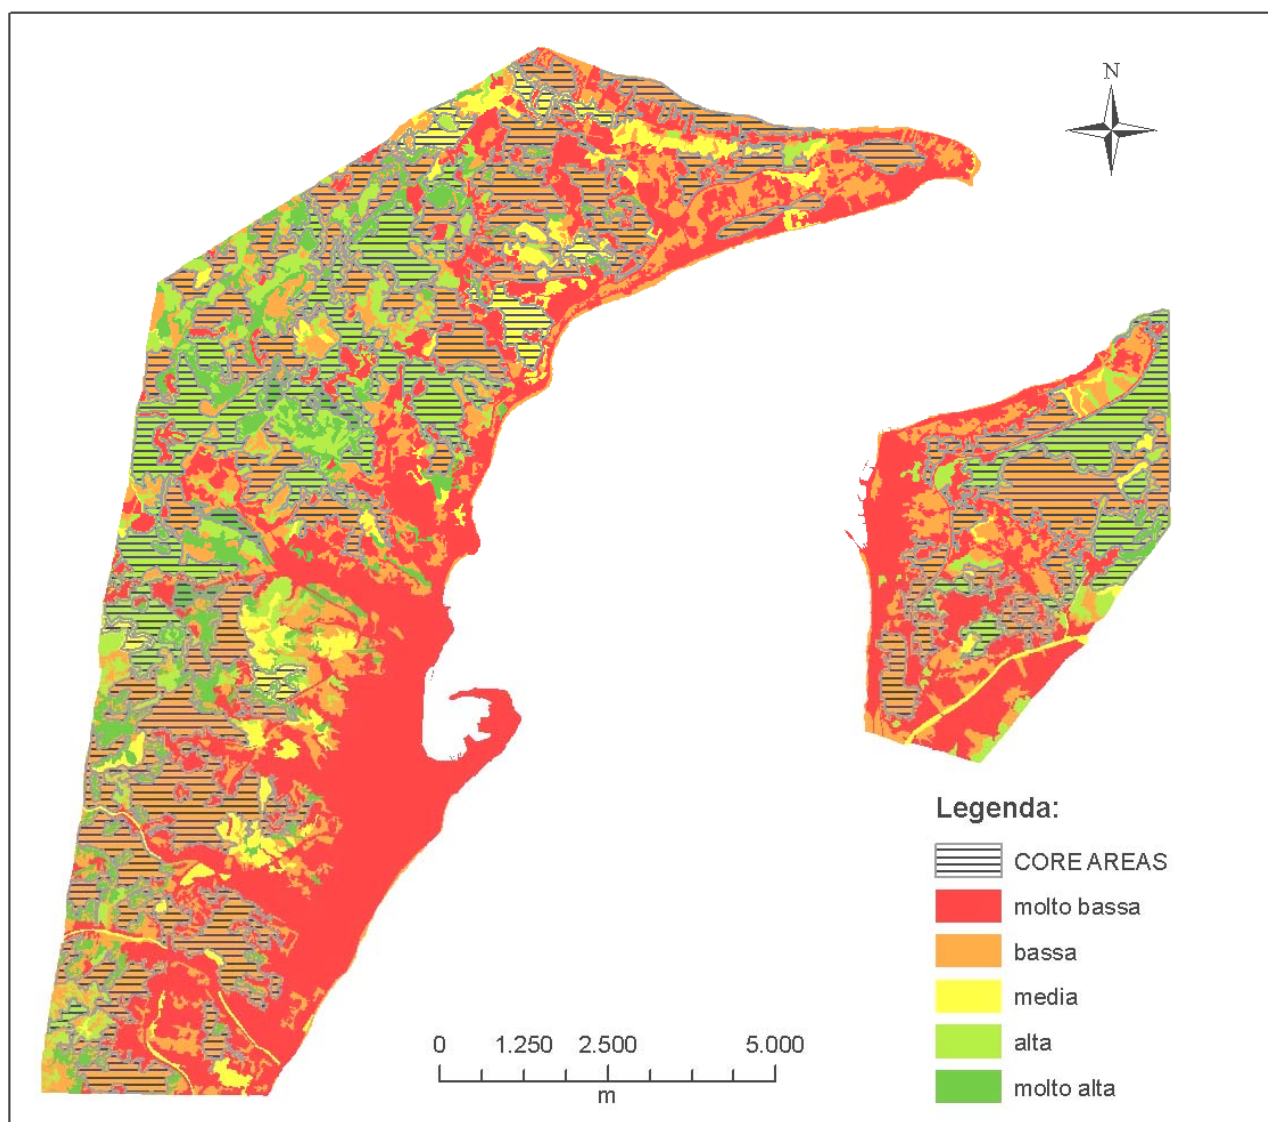 N
Legenda:
CORE AREAS
molto bassa
bassa
media
alta
molto alta
0 1.250 2.500 5.000
m